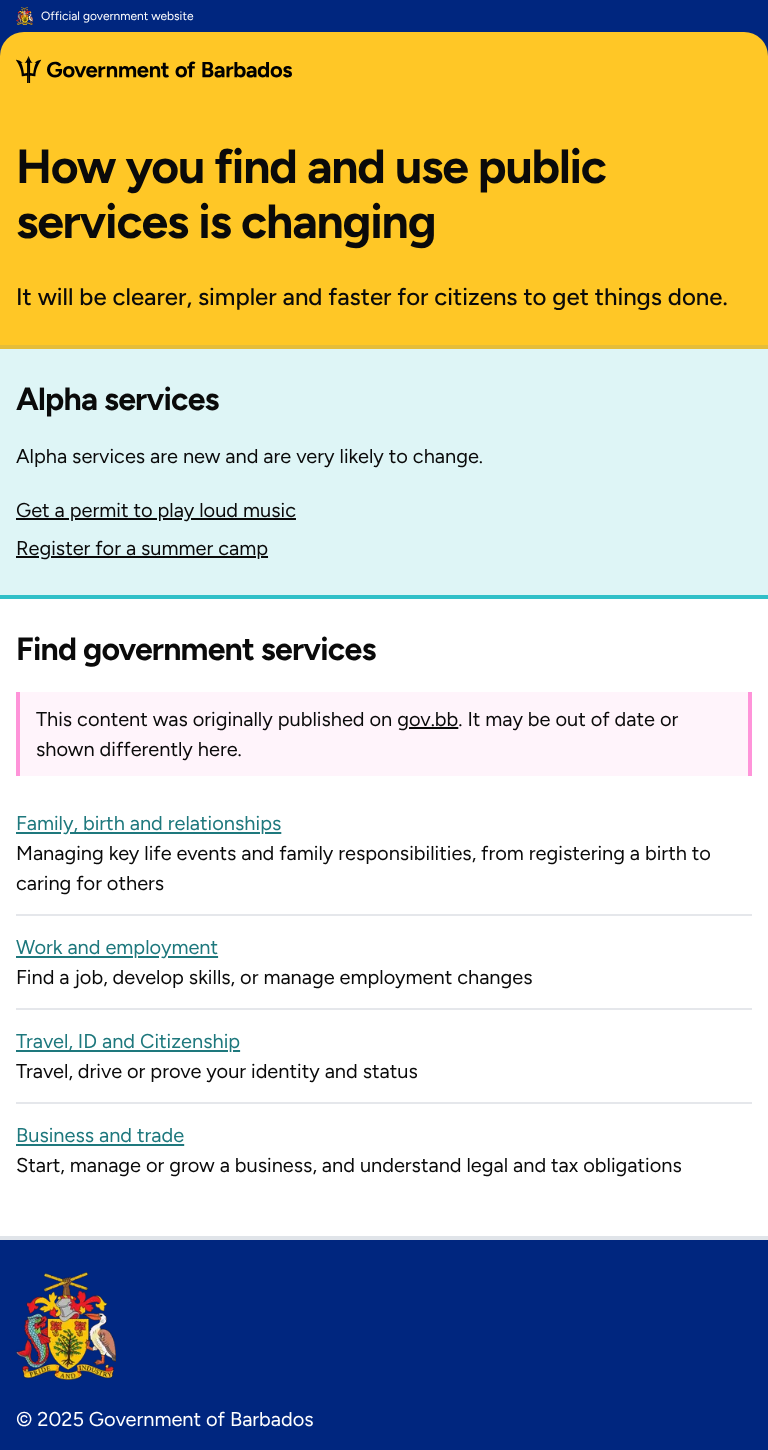 Official government website
Government of Barbados
How you find and use public
services is changing
It will be clearer, simpler and faster for citizens to get things done.
Alpha services
Alpha services are new and are very likely to change.
Get a permit to play loud music
Register for a summer camp
Find government services
This content was originally published on gov.bb. It may be out of date or
shown differently here.
Family, birth and relationships
Managing key life events and family responsibilities, from registering a birth to
caring for others
Work and employment
Find a job, develop skills, or manage employment changes
Travel, ID and Citizenship
Travel, drive or prove your identity and status
Business and trade
Start, manage or grow a business, and understand legal and tax obligations
PRIDE AND INDUSTRY
© 2025 Government of Barbados